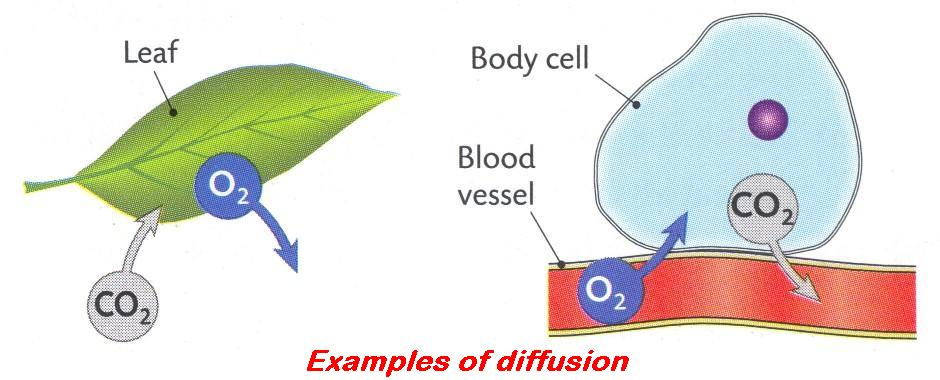 Leaf
O2
CO2
Body cell
Blood
vessel
CO2
O2
Examples of diffusion